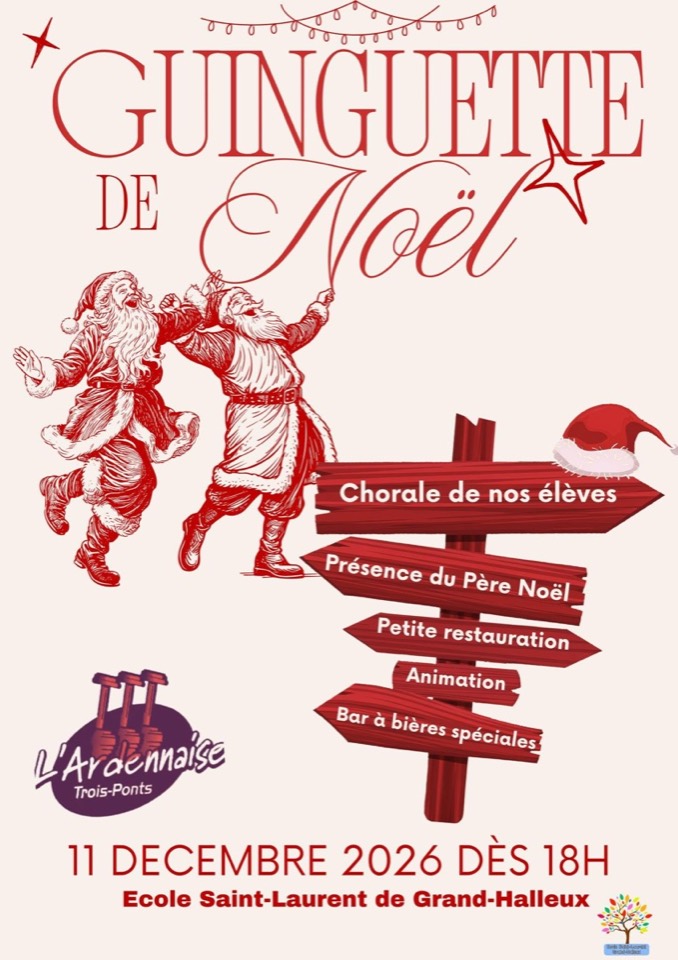 GUINGUETTE
DE Noël
Chorale de nos élèves
Présence du Père Noël
Petite restauration
Animation
Bar à bières spéciales
L'Ardennaise
Trois-Ponts
11 DECEMBRE 2026 DÈS 18H
Ecole Saint-Laurent de Grand-Halleux